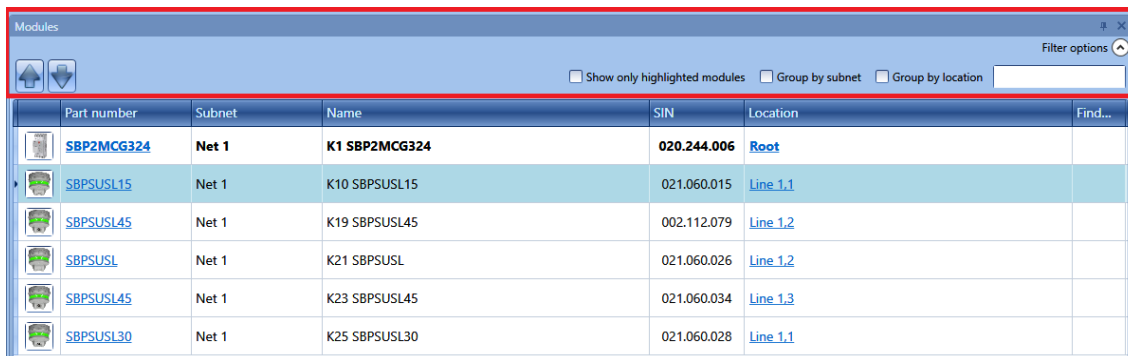 Modules
Filter options
Show only highlighted modules Group by subnet Group by location
Part number Subnet Name SIN Location Find...
SBP2MCG324 Net 1 K1 SBP2MCG324 020.244.006 Root
SBPSUSL15 Net 1 K10 SBPSUSL15 021.060.015 Line 1,1
SBPSUSL45 Net 1 K19 SBPSUSL45 002.112.079 Line 1,2
SBPSUSL Net 1 K21 SBPSUSL 021.060.026 Line 1,2
SBPSUSL45 Net 1 K23 SBPSUSL45 021.060.034 Line 1,3
SBPSUSL30 Net 1 K25 SBPSUSL30 021.060.028 Line 1,1